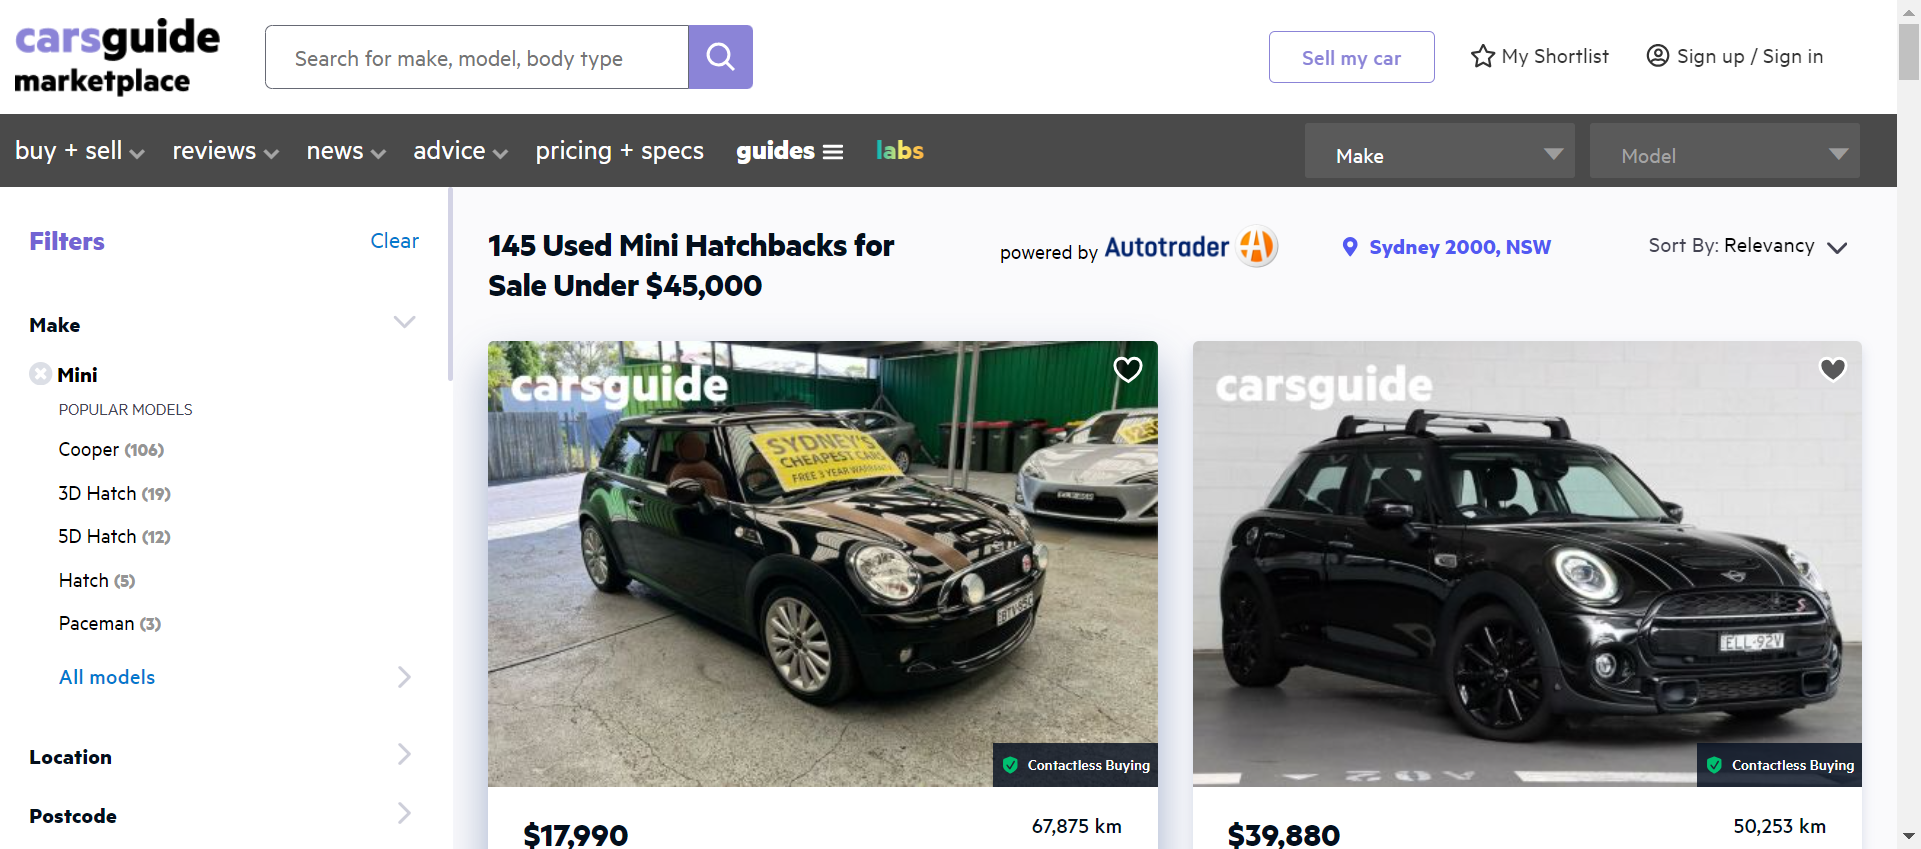 carsguide
marketplace
Search for make, model, body type
Sell my car
My Shortlist
Sign up / Sign in
buy + sell
reviews
news
advice
pricing + specs
guides
labs
Make
Model
Filters
Clear
Make
Mini
POPULAR MODELS
Cooper (106)
3D Hatch (19)
5D Hatch (12)
Hatch (5)
Paceman (3)
All models
Location
Postcode
145 Used Mini Hatchbacks for
Sale Under $45,000
powered by Autotrader
Sydney 2000, NSW
Sort By: Relevancy
carsguide
SYDNEY'S
CHEAPEST CARS
FREE 3 YEAR WARRANTY
Contactless Buying
$17,990
67,875 km
carsguide
S
ELL·92V
Contactless Buying
$39,880
50,253 km